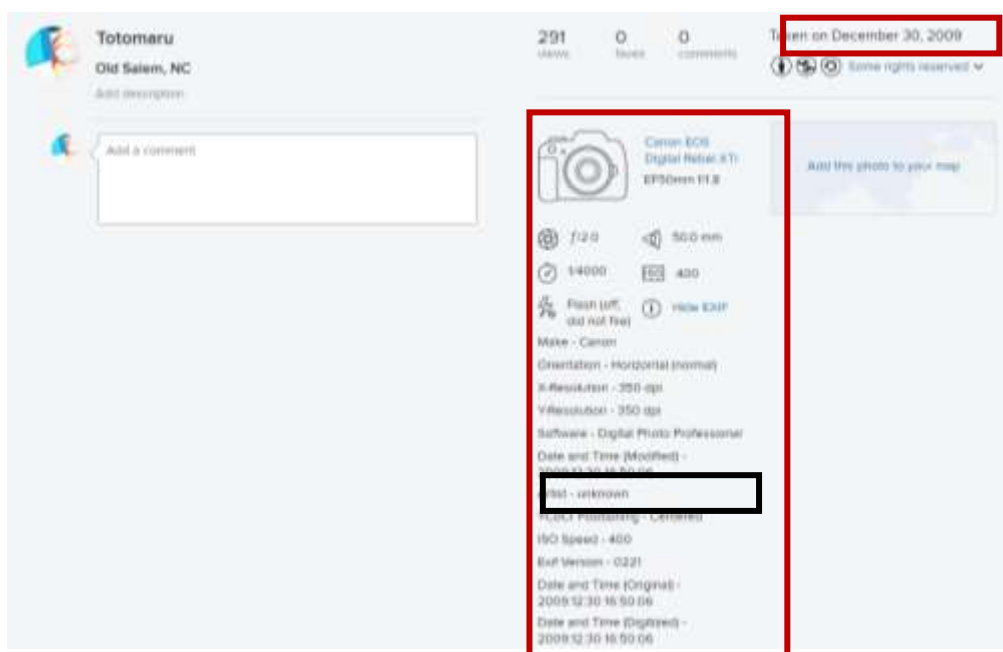 Totomaru
Old Salem, NC
Add description
Add a comment
291
views
0
faves
0
comments
Taken on December 30, 2009
Some rights reserved
Canon EOS
Digital Rebel XTi
EF50mm f/1.8
ƒ/2.0
50.0 mm
1/4000
ISO
400
Flash (off,
did not fire)
Hide EXIF
Add this photo to your map
Make - Canon
Orientation - Horizontal (normal)
X-Resolution - 350 dpi
Y-Resolution - 350 dpi
Software - Digital Photo Professional
Date and Time (Modified) -
2009:12:30 16:50:06
Artist - unknown
YCbCr Positioning - Centered
ISO Speed - 400
Exif Version - 0221
Date and Time (Original) -
2009:12:30 16:50:06
Date and Time (Digitized) -
2009:12:30 16:50:06